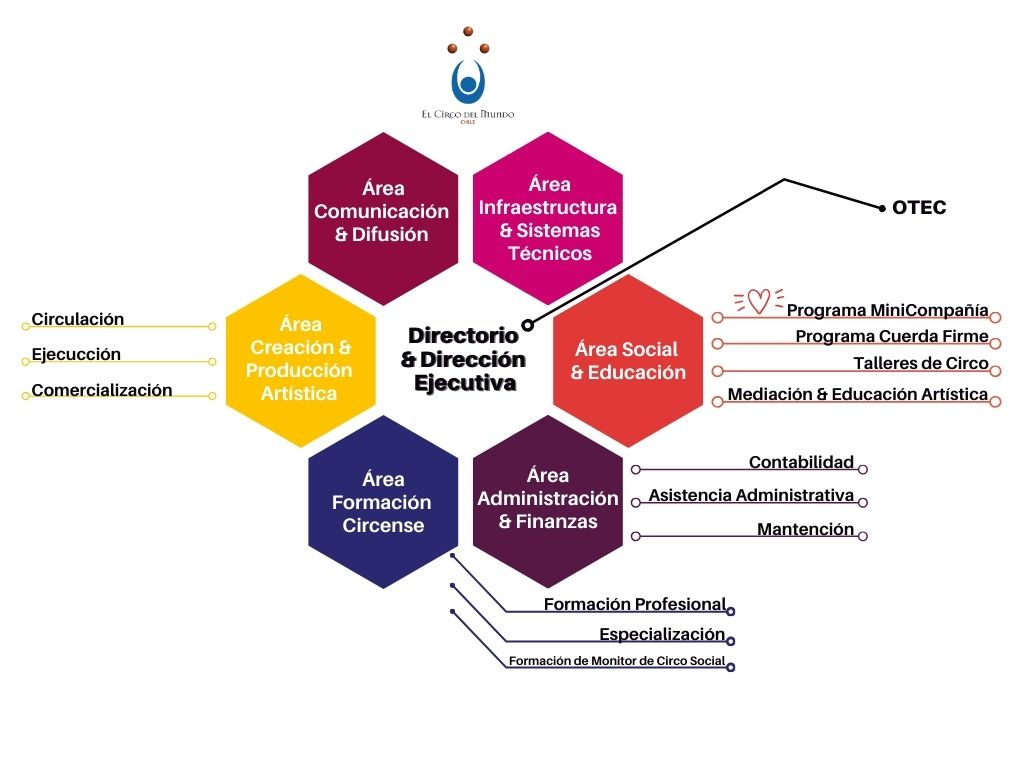 El Circo del Mundo
CHILE
Área
Comunicación
& Difusión
Área
Infraestructura
& Sistemas
Técnicos
OTEC
Circulación
Ejecucción
Comercialización
Área
Creación &
Producción
Artística
Directorio
& Dirección
Ejecutiva
Área Social
& Educación
Programa MiniCompañía
Programa Cuerda Firme
Talleres de Circo
Mediación & Educación Artística
Área
Formación
Circense
Área
Administración
& Finanzas
Contabilidad
Asistencia Administrativa
Mantención
Formación Profesional
Especialización
Formación de Monitor de Circo Social